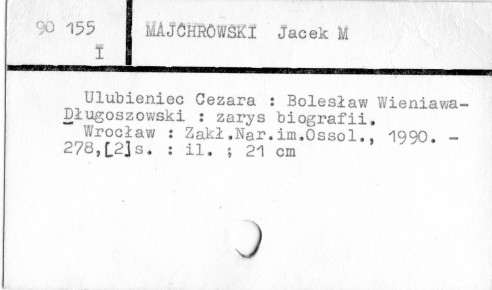 90 155
I
MAJCHROWSKI Jacek M
Ulubieniec Cezara : Bolesław Wieniawa-
Długoszowski : zarys biografii.
Wrocław : Zakł.Nar.im.Ossol., 1990. -
278,[2]s. : il. ; 21 cm